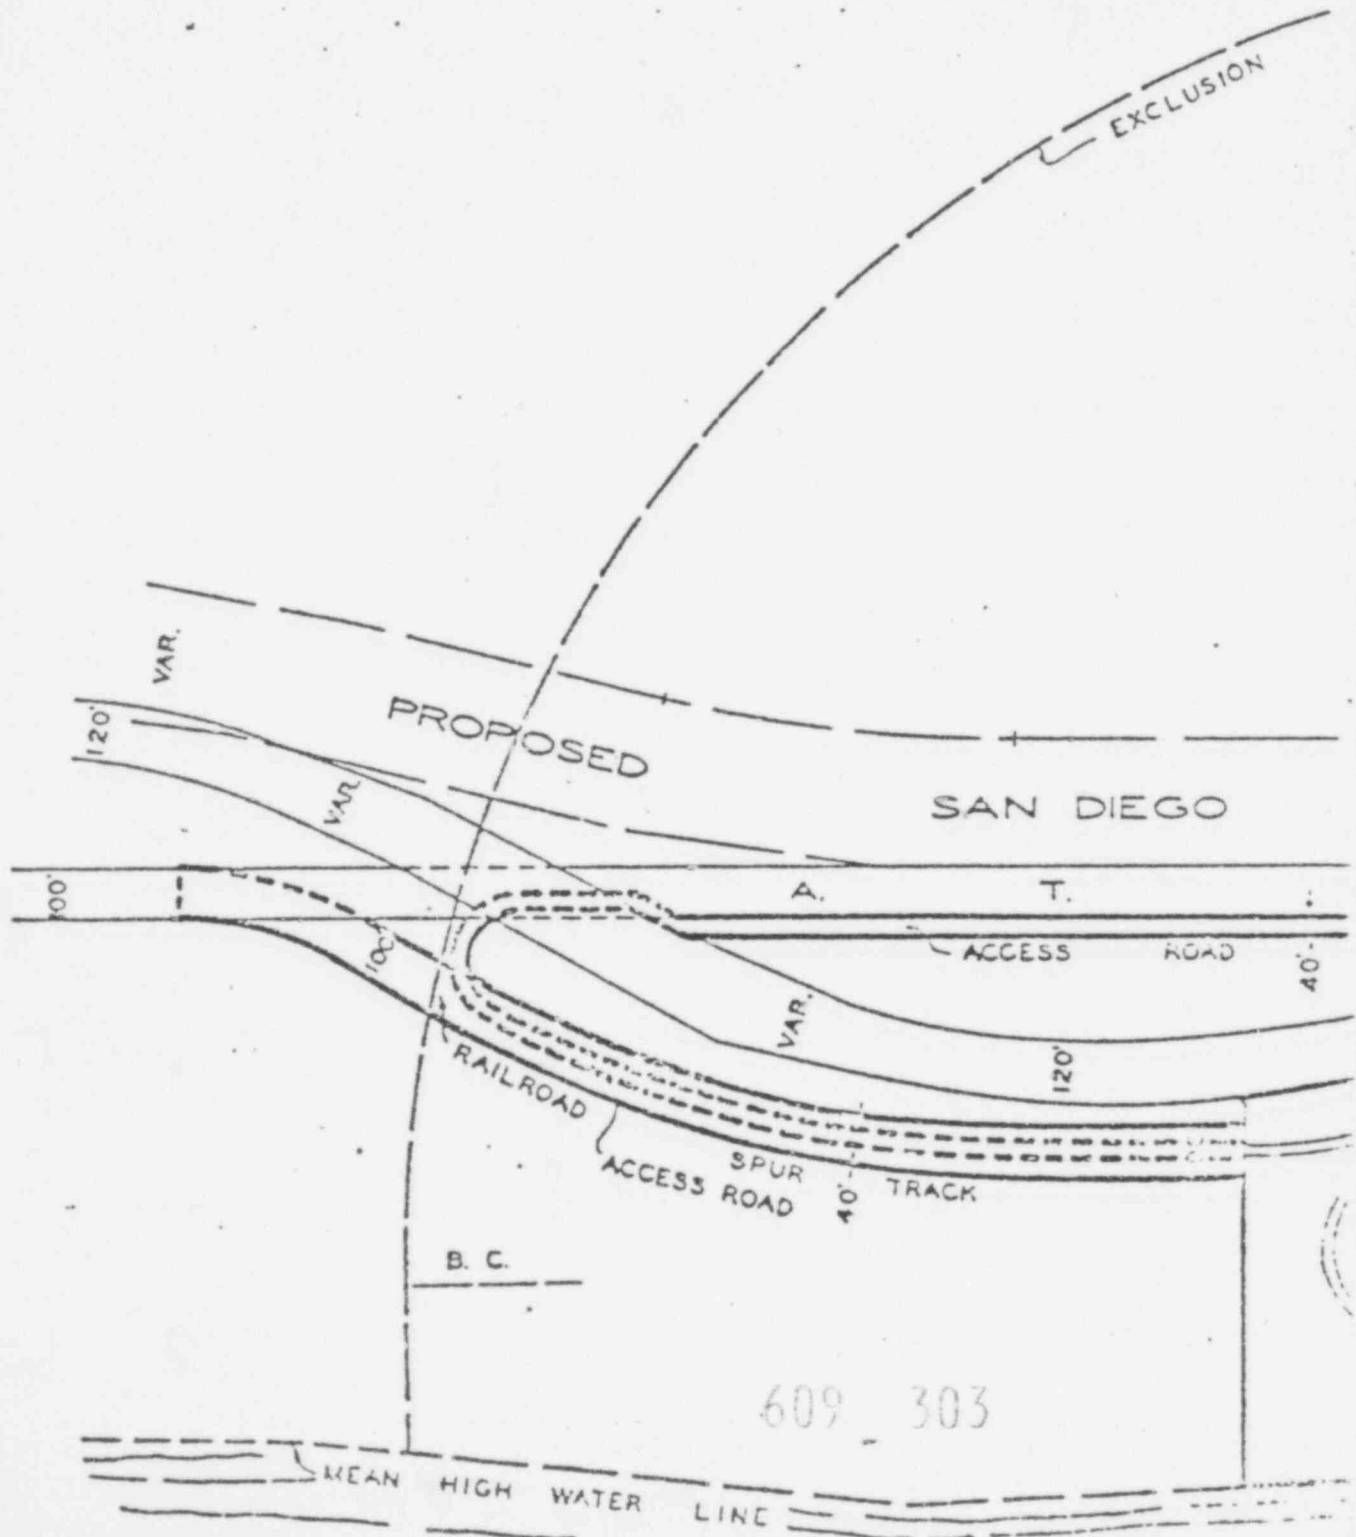 EXCLUSION
VAR.
PROPOSED
120'
VAR.
SAN DIEGO
100'
A. T.
ACCESS ROAD
40'
100'
VAR.
120'
RAILROAD SPUR TRACK
ACCESS ROAD
40'
B. C.
609 303
MEAN HIGH WATER LINE